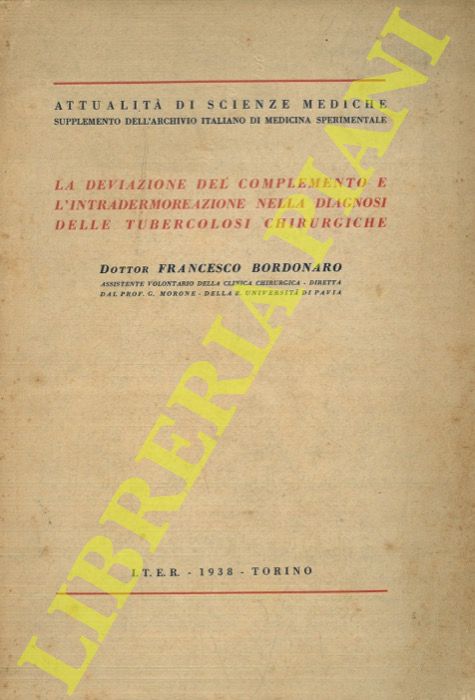 ATTUALITÀ DI SCIENZE MEDICHE
SUPPLEMENTO DELL'ARCHIVIO ITALIANO DI MEDICINA SPERIMENTALE
LA DEVIAZIONE DEL COMPLEMENTO E
L'INTRADERMOREAZIONE NELLA DIAGNOSI
DELLE TUBERCOLOSI CHIRURGICHE
DOTTOR FRANCESCO BORDONARO
ASSISTENTE VOLONTARIO DELLA CLINICA CHIRURGICA - DIRETTA
DAL PROF. G. MORONE - DELLA R. UNIVERSITÀ DI PAVIA
I.T.E.R. - 1938 - TORINO
LIBRERIA PIANI